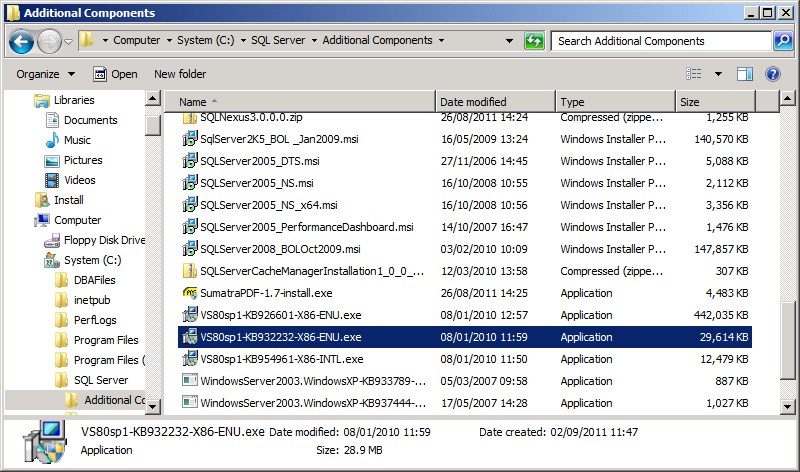 Additional Components
Computer System (C:) SQL Server Additional Components
Search Additional Components
Organize Open New folder
Name Date modified Type Size
SQLNexus3.0.0.0.zip 26/08/2011 14:24 Compressed (zippe... 1,255 KB
SqlServer2K5_BOL _Jan2009.msi 16/05/2009 13:24 Windows Installer P... 140,570 KB
SQLServer2005_DTS.msi 27/11/2006 14:45 Windows Installer P... 5,088 KB
SQLServer2005_NS.msi 16/10/2008 10:55 Windows Installer P... 2,112 KB
SQLServer2005_NS_x64.msi 16/10/2008 10:56 Windows Installer P... 3,356 KB
SQLServer2005_PerformanceDashboard.msi 14/10/2007 16:47 Windows Installer P... 1,476 KB
SQLServer2008_BOLOct2009.msi 03/02/2010 10:09 Windows Installer P... 147,857 KB
SQLServerCacheManagerInstallation1_0_0_... 12/03/2010 13:58 Compressed (zippe... 307 KB
SumatraPDF-1.7-install.exe 26/08/2011 14:25 Application 4,483 KB
VS80sp1-KB926601-X86-ENU.exe 08/01/2010 12:57 Application 442,035 KB
VS80sp1-KB932232-X86-ENU.exe 08/01/2010 11:59 Application 29,614 KB
VS80sp1-KB954961-X86-INTL.exe 08/01/2010 11:50 Application 12,479 KB
WindowsServer2003.WindowsXP-KB933789-... 05/03/2007 09:58 Application 887 KB
WindowsServer2003.WindowsXP-KB937444-... 17/05/2007 14:28 Application 1,027 KB
Libraries
Documents
Music
Pictures
Videos
Install
Computer
Floppy Disk Drive
System (C:)
DBAFiles
inetpub
PerfLogs
Program Files
Program Files (
SQL Server
Additional Co
VS80sp1-KB932232-X86-ENU.exe Date modified: 08/01/2010 11:59 Date created: 02/09/2011 11:47
Application Size: 28.9 MB